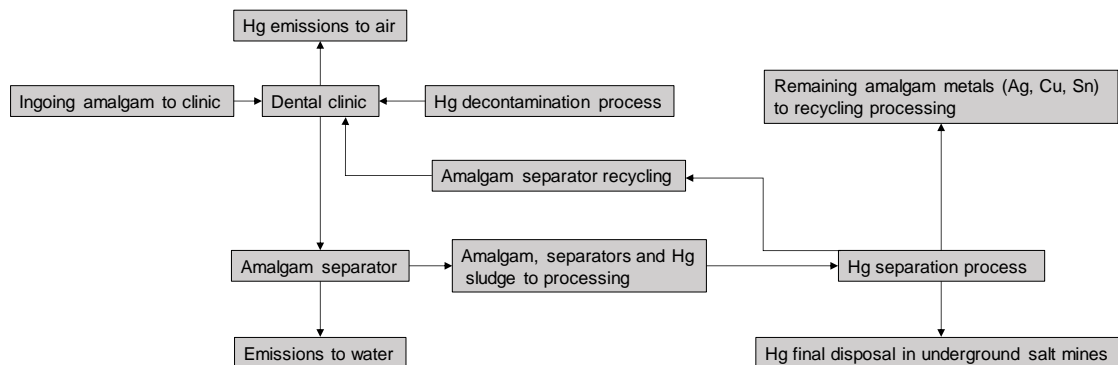 Hg emissions to air
Ingoing amalgam to clinic
Dental clinic
Hg decontamination process
Remaining amalgam metals (Ag, Cu, Sn)
to recycling processing
Amalgam separator recycling
Amalgam separator
Amalgam, separators and Hg
sludge to processing
Hg separation process
Emissions to water
Hg final disposal in underground salt mines